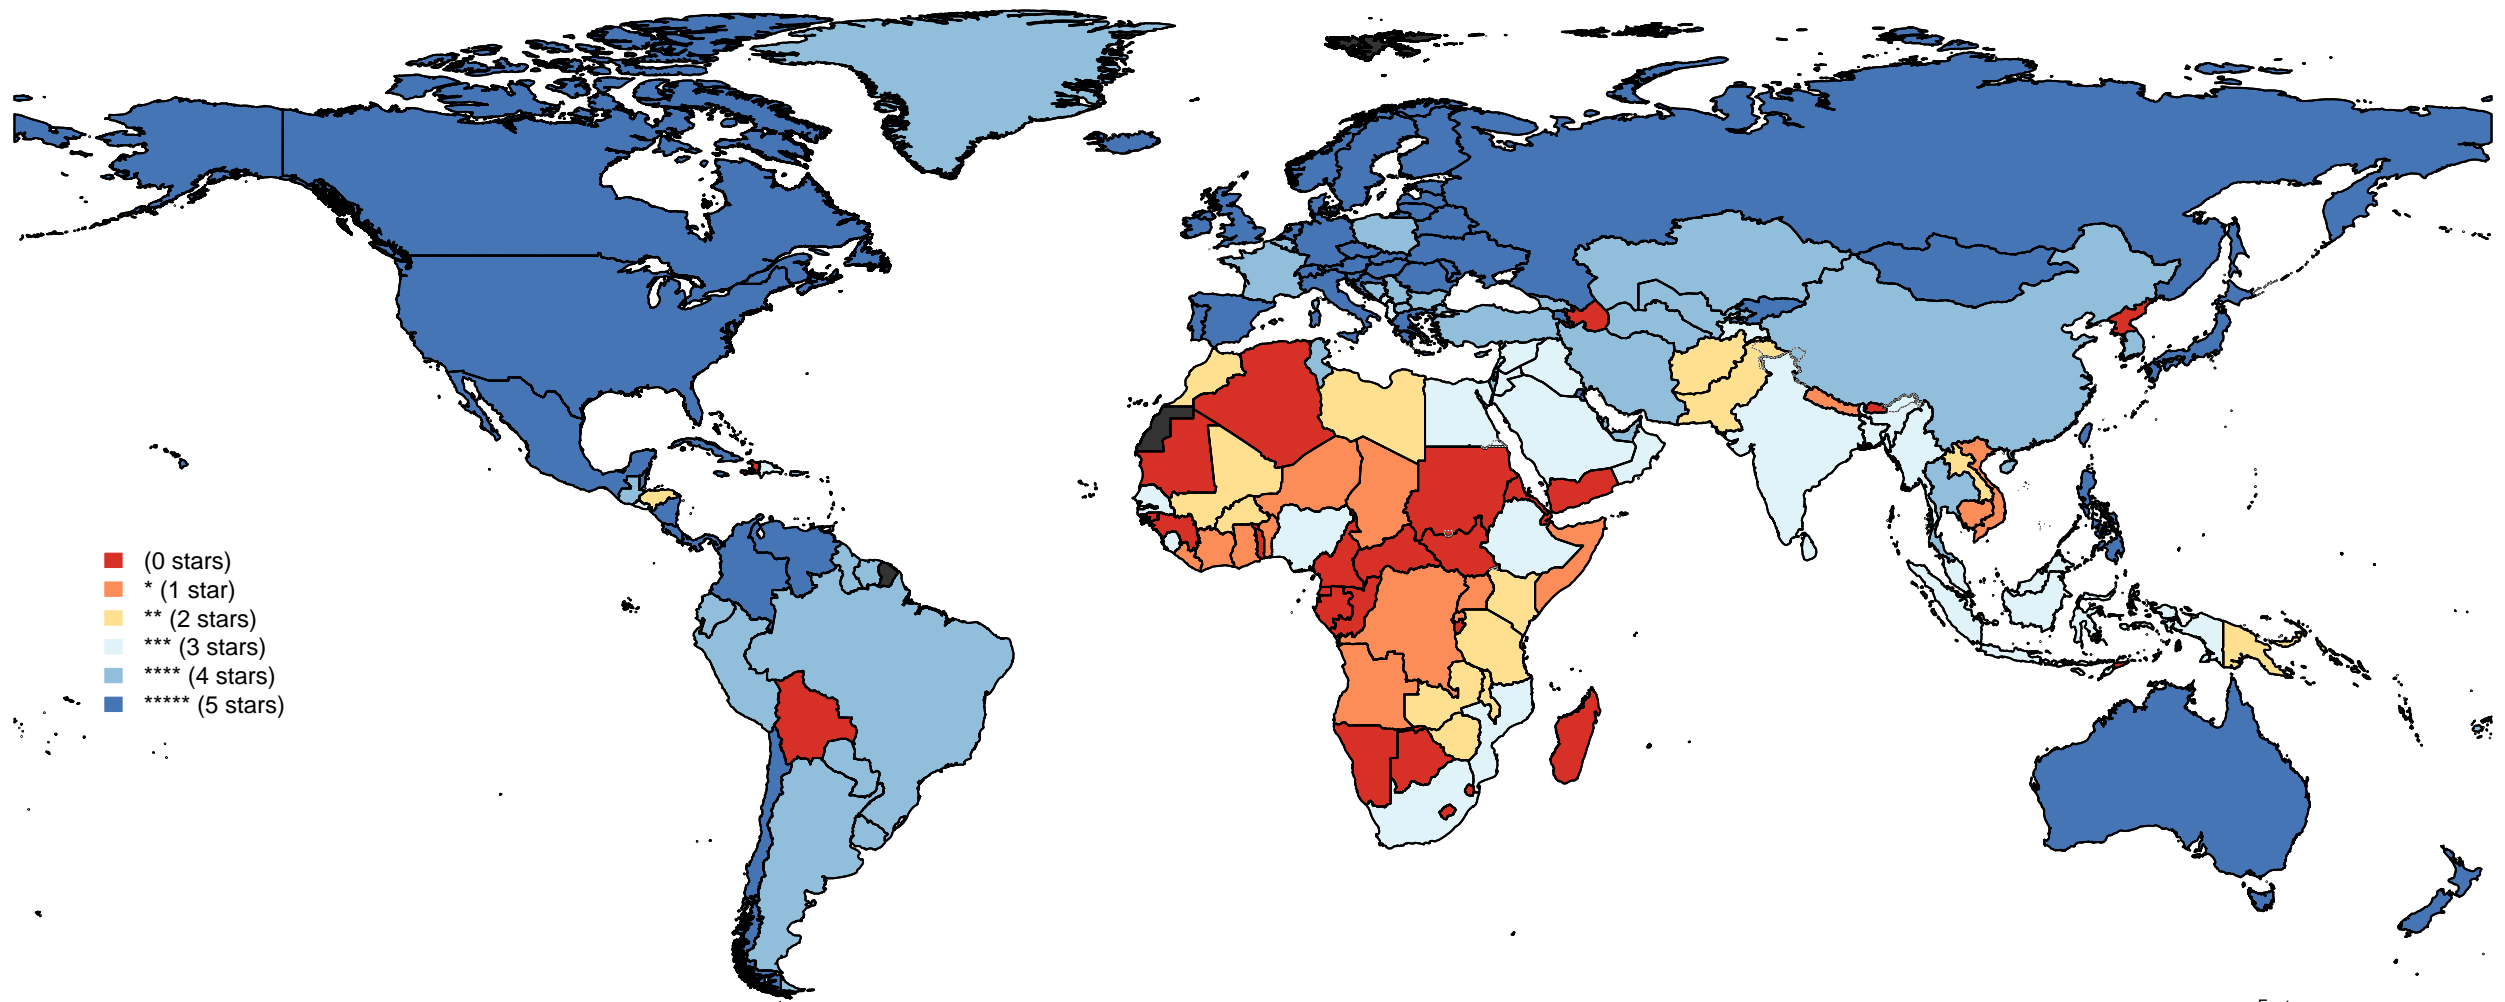 (0 stars)
* (1 star)
** (2 stars)
*** (3 stars)
**** (4 stars)
***** (5 stars)